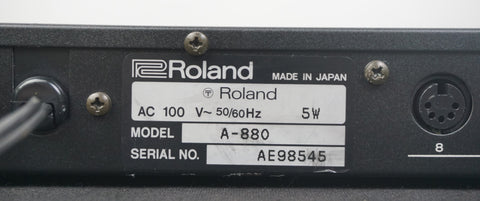 Roland
MADE IN JAPAN
Roland
AC 100 V~ 50/60Hz 5W
MODEL A-880
SERIAL NO. AE98545
8